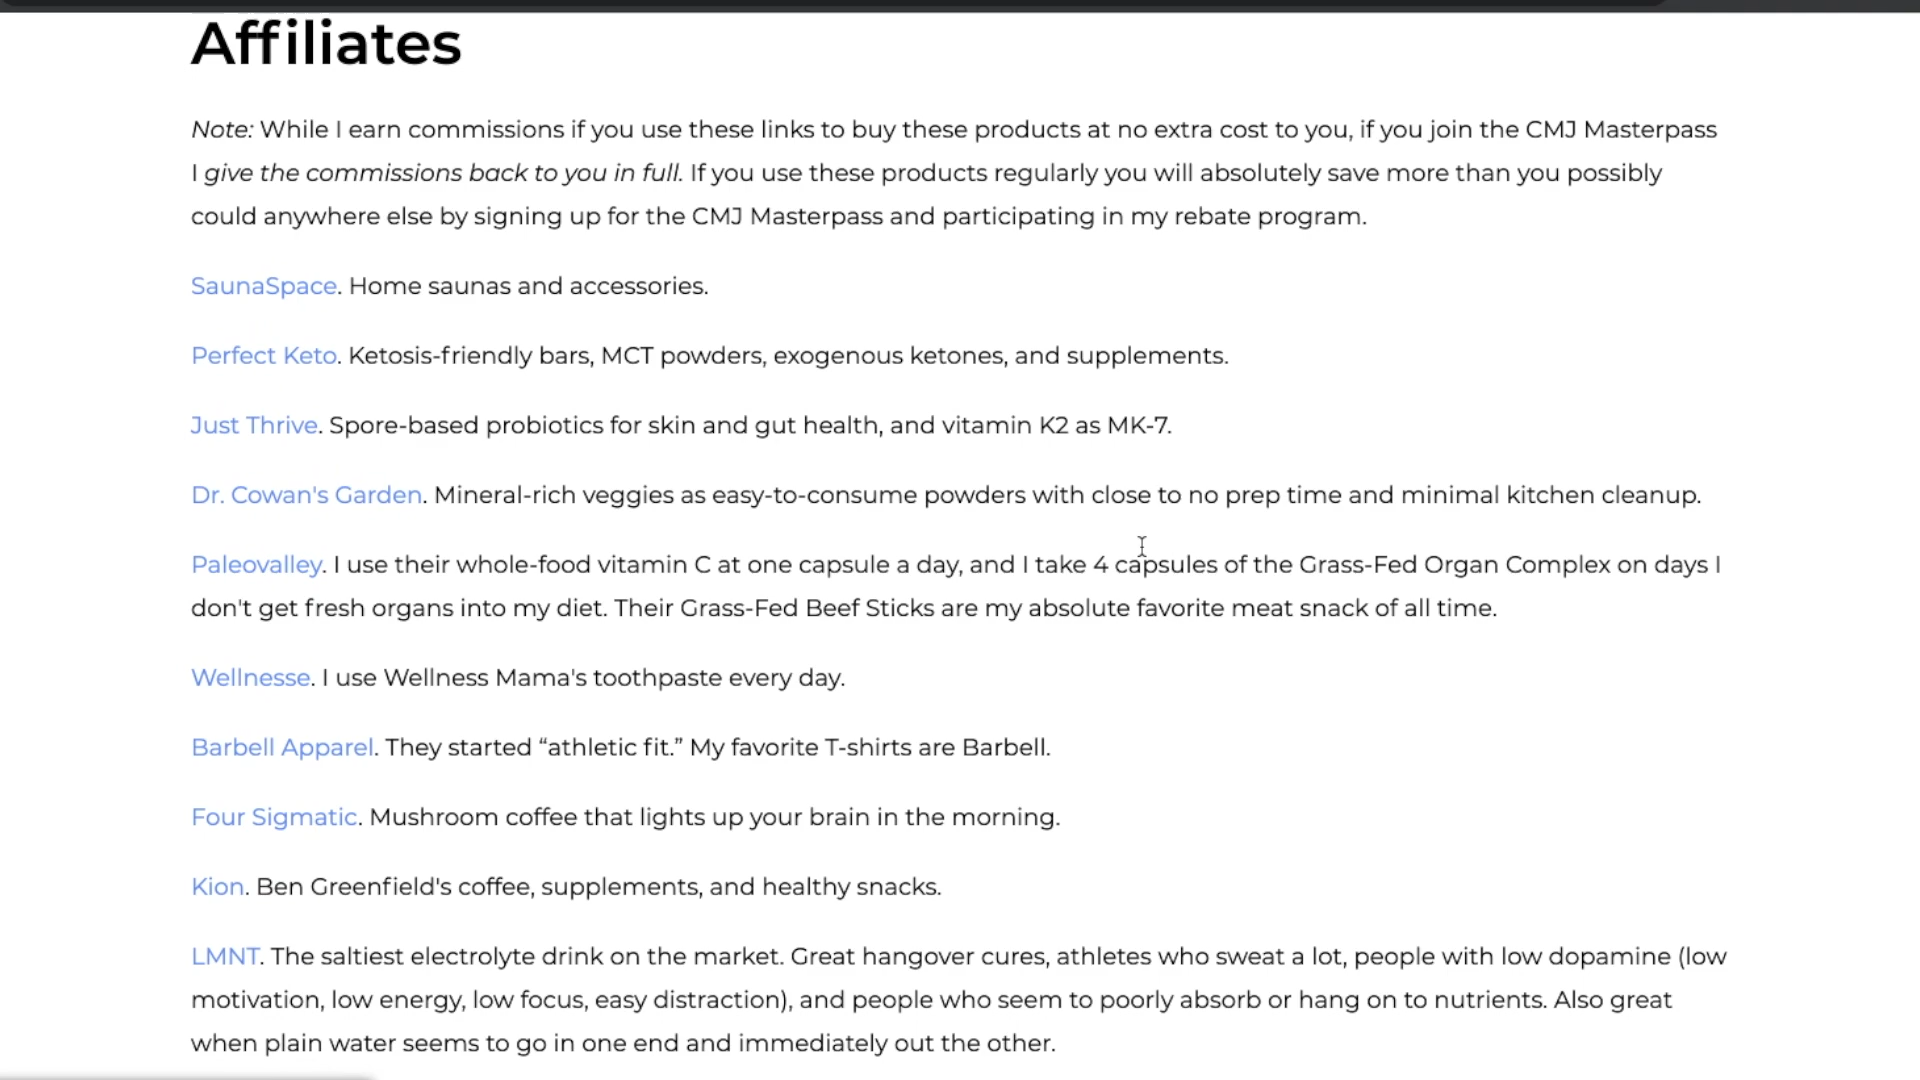 Affiliates
Note: While I earn commissions if you use these links to buy these products at no extra cost to you, if you join the CMJ Masterpass
I give the commissions back to you in full. If you use these products regularly you will absolutely save more than you possibly
could anywhere else by signing up for the CMJ Masterpass and participating in my rebate program.
SaunaSpace. Home saunas and accessories.
Perfect Keto. Ketosis-friendly bars, MCT powders, exogenous ketones, and supplements.
Just Thrive. Spore-based probiotics for skin and gut health, and vitamin K2 as MK-7.
Dr. Cowan's Garden. Mineral-rich veggies as easy-to-consume powders with close to no prep time and minimal kitchen cleanup.
Paleovalley. I use their whole-food vitamin C at one capsule a day, and I take 4 capsules of the Grass-Fed Organ Complex on days I
don't get fresh organs into my diet. Their Grass-Fed Beef Sticks are my absolute favorite meat snack of all time.
Wellnesse. I use Wellness Mama's toothpaste every day.
Barbell Apparel. They started “athletic fit.” My favorite T-shirts are Barbell.
Four Sigmatic. Mushroom coffee that lights up your brain in the morning.
Kion. Ben Greenfield's coffee, supplements, and healthy snacks.
LMNT. The saltiest electrolyte drink on the market. Great hangover cures, athletes who sweat a lot, people with low dopamine (low
motivation, low energy, low focus, easy distraction), and people who seem to poorly absorb or hang on to nutrients. Also great
when plain water seems to go in one end and immediately out the other.